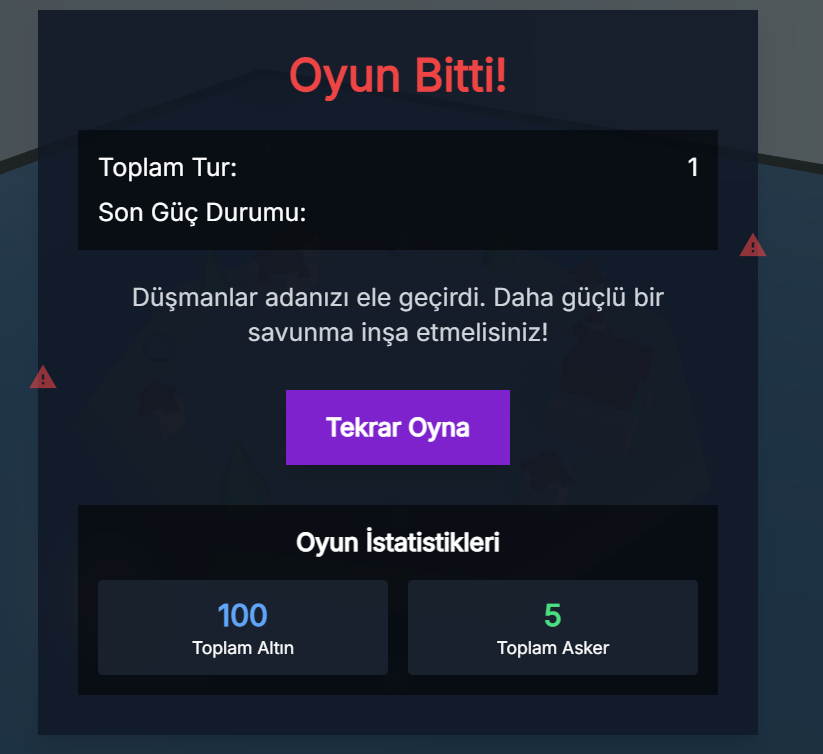 Oyun Bitti!
Toplam Tur: 1
Son Güç Durumu:
Düşmanlar adanızı ele geçirdi. Daha güçlü bir
savunma inşa etmelisiniz!
Tekrar Oyna
Oyun İstatistikleri
100 5
Toplam Altın Toplam Asker